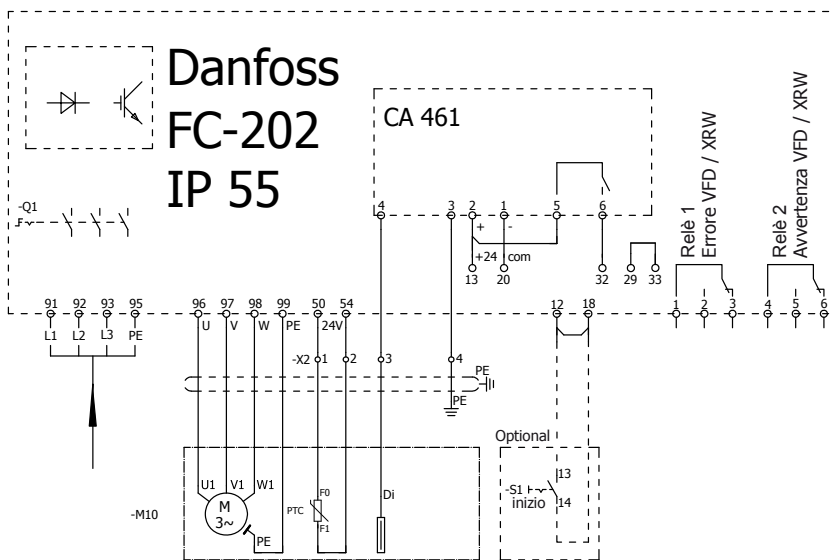 Danfoss
FC-202
IP 55
CA 461
-Q1
4 3 2 1 5 6
+ -
+24 com
13 20 32 29 33
Relè 1
Errore VFD / XRW
Relè 2
Avvertenza VFD / XRW
91 92 93 95 96 97 98 99 50 54 12 18 1 2 3 4 5 6
L1 L2 L3 PE U V W PE 24V
-X2 1 2 3 4
PE
PE
Optional
-M10
U1 V1 W1
M
3~
PE
PTC
F0
F1
Di
-S1
inizio
13
14